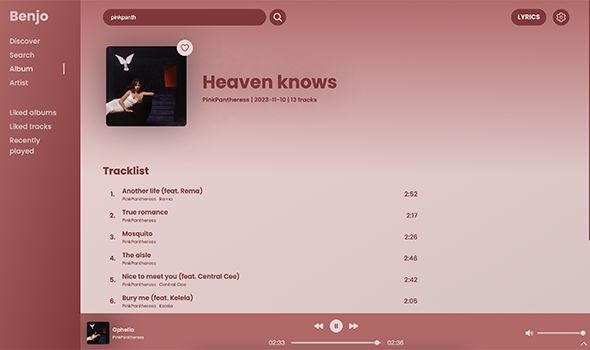 Benjo
pinkpanth
LYRICS
Discover
Search
Album
Artist
Liked albums
Liked tracks
Recently
played
Heaven knows
PinkPantheress | 2023-11-10 | 13 tracks
Tracklist
1. Another life (feat. Rema) 2:52
PinkPantheress Rema
2. True romance 2:17
PinkPantheress
3. Mosquito 2:26
PinkPantheress
4. The aisle 2:46
PinkPantheress
5. Nice to meet you (feat. Central Cee) 2:42
PinkPantheress Central Cee
6. Bury me (feat. Kelela) 2:05
PinkPantheress Kelela
Ophelia
PinkPantheress
02:33 02:36